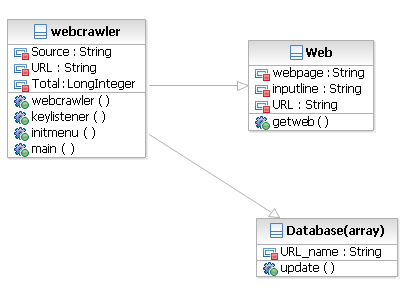 webcrawler
Source : String
URL : String
Total : LongInteger
webcrawler ( )
keylistener ( )
initmenu ( )
main ( )
Web
webpage : String
inputline : String
URL : String
getweb ( )
Database(array)
URL_name : String
update ( )